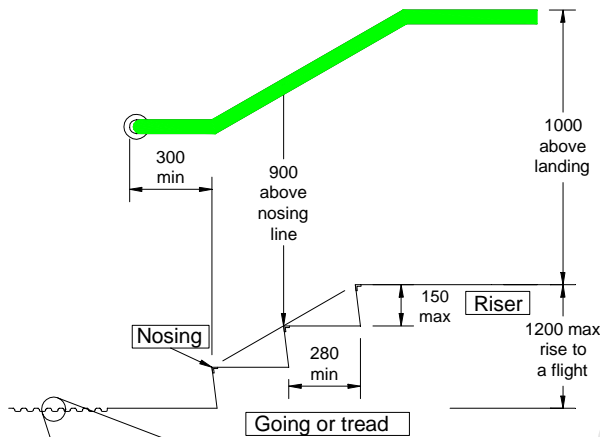 300
min
900
above
nosing
line
1000
above
landing
150
max
Riser
Nosing
280
min
1200 max
rise to
a flight
Going or tread